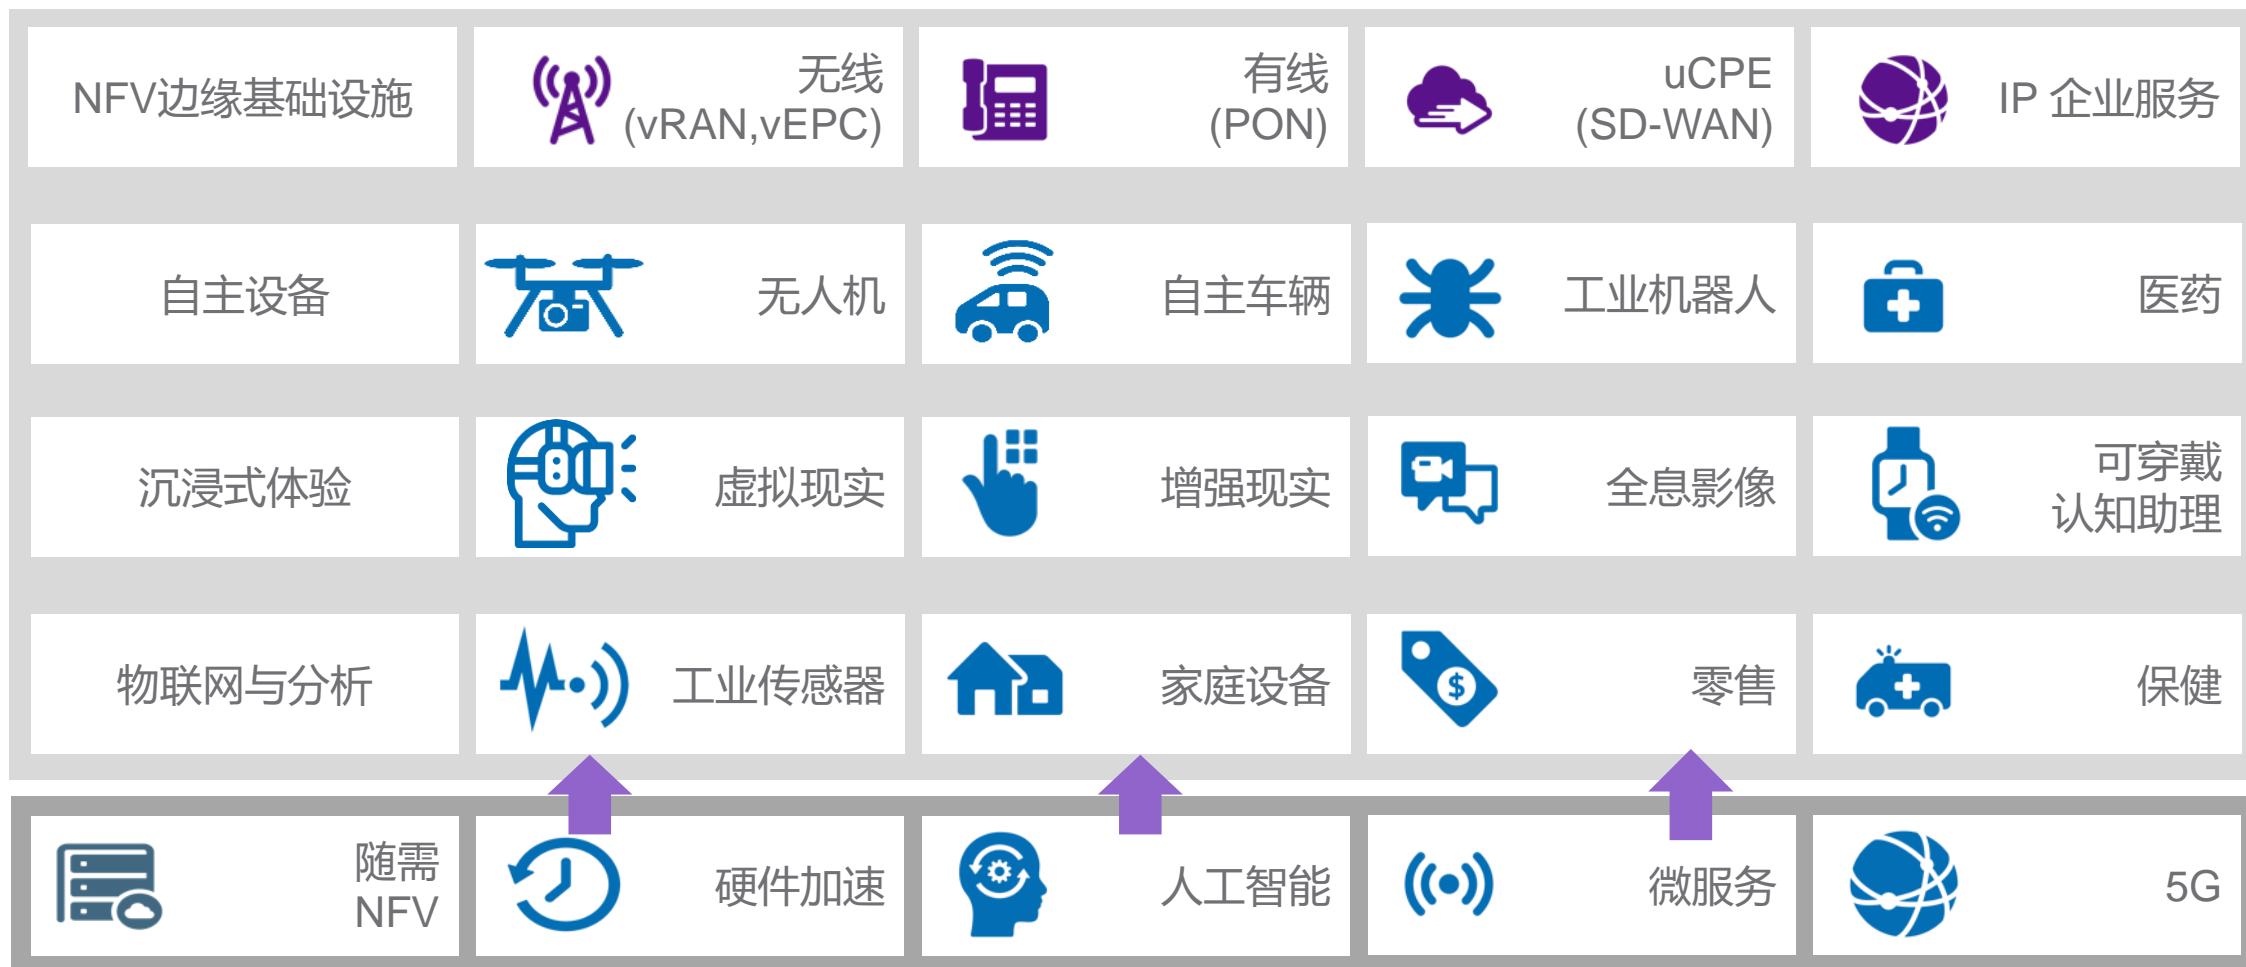 NFV边缘基础设施
无线
(vRAN,vEPC)
有线
(PON)
uCPE
(SD-WAN)
IP 企业服务
自主设备
无人机
自主车辆
工业机器人
医药
沉浸式体验
虚拟现实
增强现实
全息影像
可穿戴
认知助理
物联网与分析
工业传感器
家庭设备
$
零售
保健
随需
NFV
硬件加速
人工智能
微服务
5G